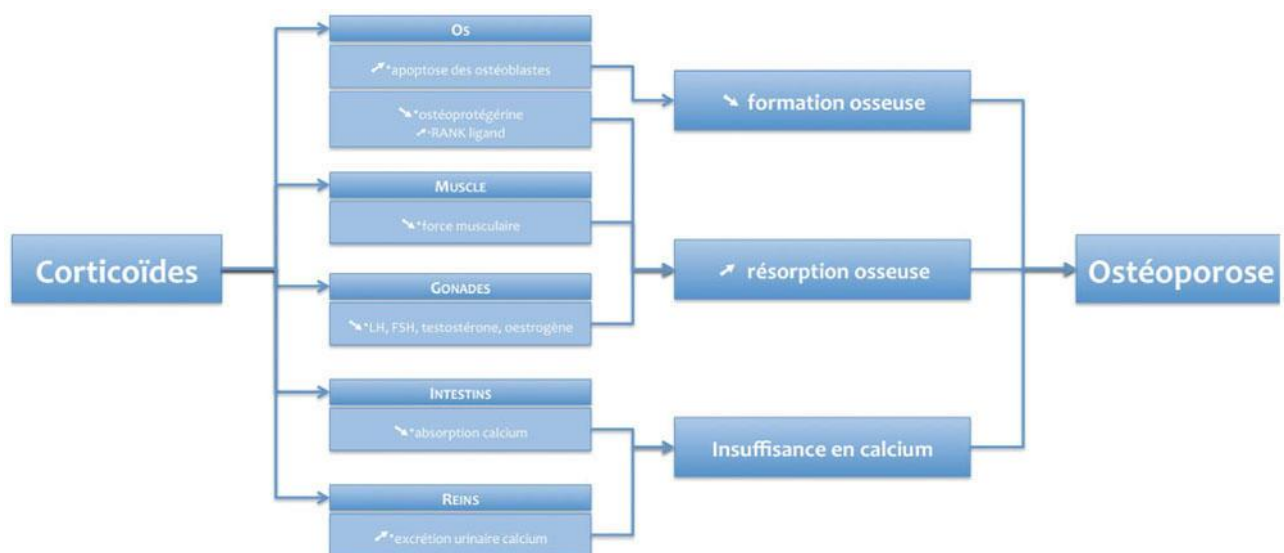 Corticoïdes
Os
↗*apoptose des ostéoblastes
↘*ostéoprotégérine
↗*RANK ligand
MUSCLE
↘*force musculaire
GONADES
↘*LH, FSH, testostérone, oestrogène
INTESTINS
↘*absorption calcium
REINS
↗*excrétion urinaire calcium
↘ formation osseuse
↗ résorption osseuse
Insuffisance en calcium
Ostéoporose